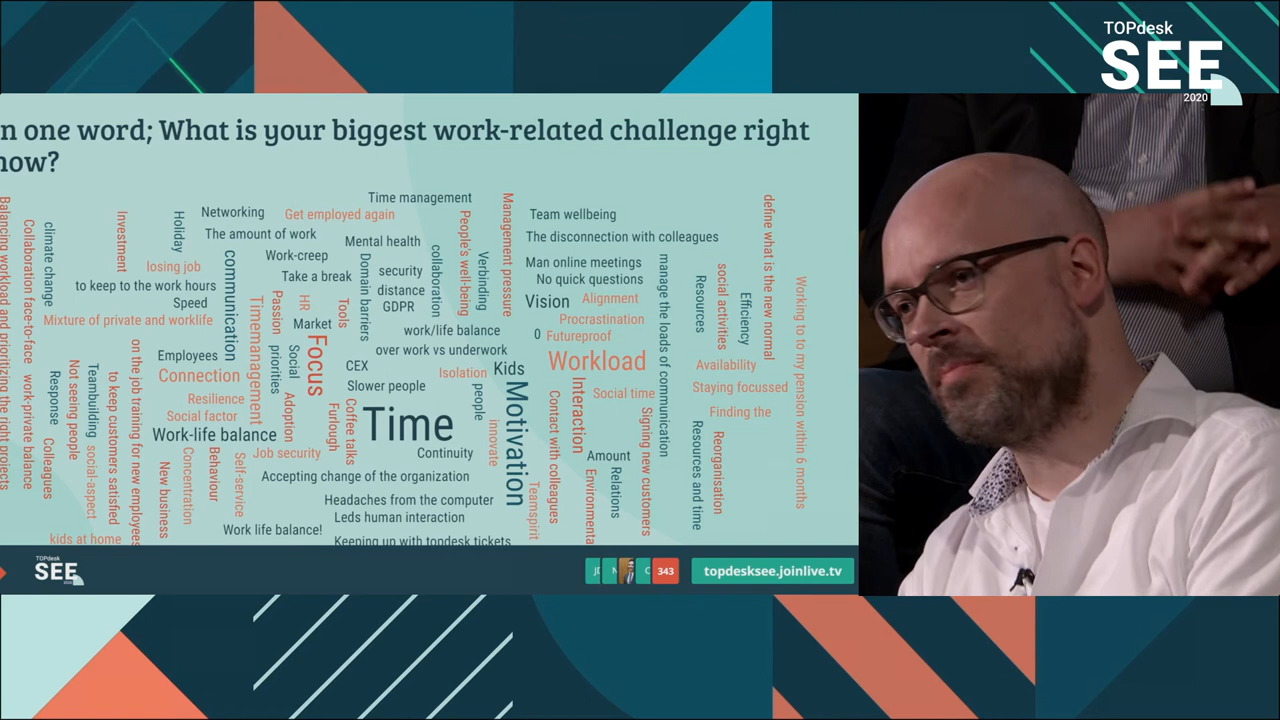 TOPdesk
SEE
2020
n one word; What is your biggest work-related challenge right
now?
Time management
Networking
Get employed again
Team wellbeing
The amount of work
Mental health
The disconnection with colleagues
Work-creep
Man online meetings
losing job
Take a break
security
No quick questions
to keep to the work hours
distance
Speed
GDPR
Vision
Alignment
Mixture of private and worklife
HR
Market
Procrastination
work/life balance
0
Futureproof
Employees
over work vs underwork
Workload
Connection
CEX
Isolation
Kids
Availability
Slower people
Staying focussed
Resilience
Social time
Social factor
Time
Finding the
Work-life balance
Job security
Continuity
Amount
Accepting change of the organization
Headaches from the computer
Leds human interaction
Work life balance!
kids at home
Keeping up with topdesk tickets
Balancing workload and prioritizing the right projects
Collaboration face-to-face
work-private balance
climate change
Response
Colleagues
Not seeing people
Teambuilding
social-aspect
to keep customers satisfied
Investment
on the job training for new employees
New business
Holiday
Concentration
Behaviour
communication
Self-service
Timemanagement
Passion
priorities
Social
Adoption
Focus
Tools
Furlough
Coffee talks
Domain barriers
collaboration
People's well-being
Verbinding
people
innovate
Management pressure
Motivation
Teamspirit
Contact with colleagues
Interaction
Environmenta
Relations
Signing new customers
manage the loads of communication
Resources
Resources and time
social activities
Reorganisation
Efficiency
define what is the new normal
Working to to my pension within 6 months
TOPdesk
SEE
2020
343
topdesksee.joinlive.tv